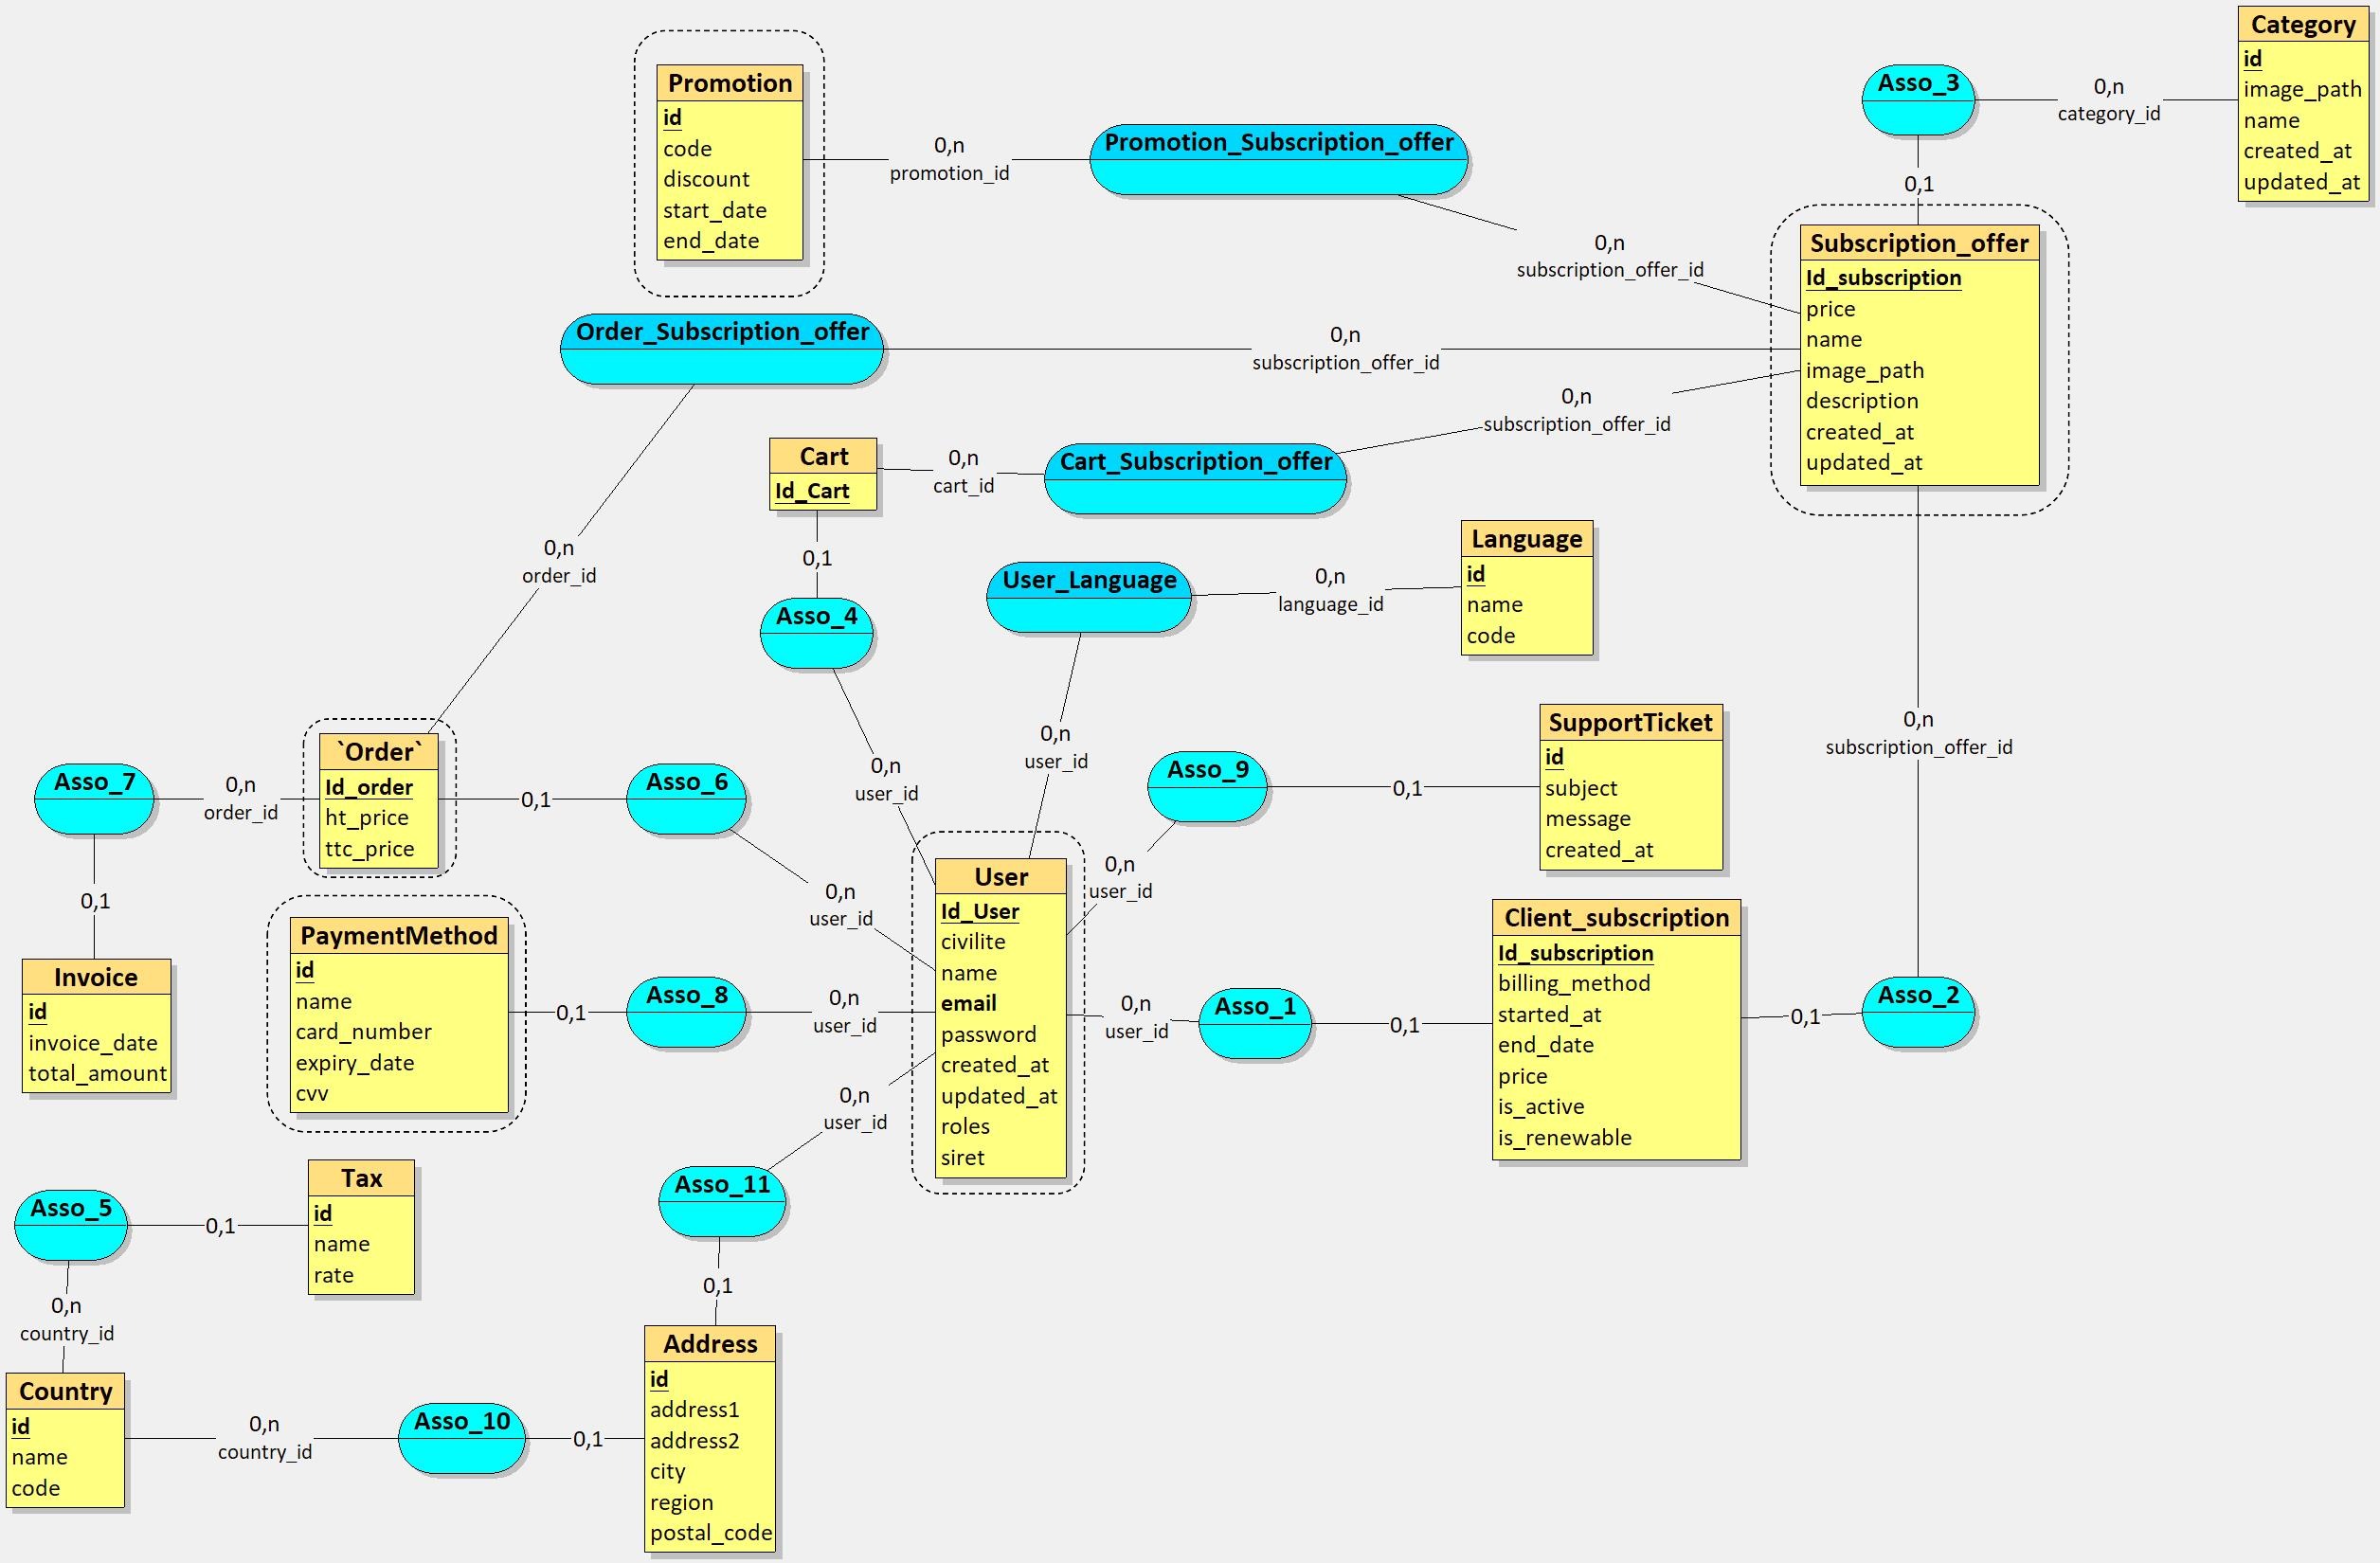 Category
id
image_path
name
created_at
updated_at
Asso_3
0,n
category_id
0,1
Promotion
id
code
discount
start_date
end_date
0,n
promotion_id
Promotion_Subscription_offer
0,n
subscription_offer_id
Subscription_offer
Id_subscription
price
name
image_path
description
created_at
updated_at
Order_Subscription_offer
0,n
subscription_offer_id
0,n
subscription_offer_id
Cart
Id_Cart
0,n
cart_id
Cart_Subscription_offer
0,n
order_id
0,1
Asso_4
User_Language
0,n
language_id
Language
id
name
code
0,n
user_id
0,n
user_id
0,n
subscription_offer_id
Asso_7
0,n
order_id
`Order`
Id_order
ht_price
ttc_price
0,1
Asso_6
0,n
user_id
Asso_9
0,n
user_id
0,1
SupportTicket
id
subject
message
created_at
0,1
Invoice
id
invoice_date
total_amount
PaymentMethod
id
name
card_number
expiry_date
cvv
0,1
Asso_8
0,n
user_id
User
Id_User
civilite
name
email
password
created_at
updated_at
roles
siret
0,n
user_id
Asso_1
0,1
Client_subscription
Id_subscription
billing_method
started_at
end_date
price
is_active
is_renewable
0,1
Asso_2
0,n
user_id
Asso_11
0,1
Asso_5
0,1
Tax
id
name
rate
0,n
country_id
Country
id
name
code
0,n
country_id
Asso_10
0,1
Address
id
address1
address2
city
region
postal_code